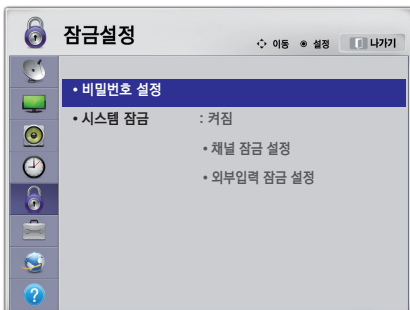 잠금설정
이동 설정 나가기
• 비밀번호 설정
• 시스템 잠금 : 켜짐
• 채널 잠금 설정
• 외부입력 잠금 설정
?